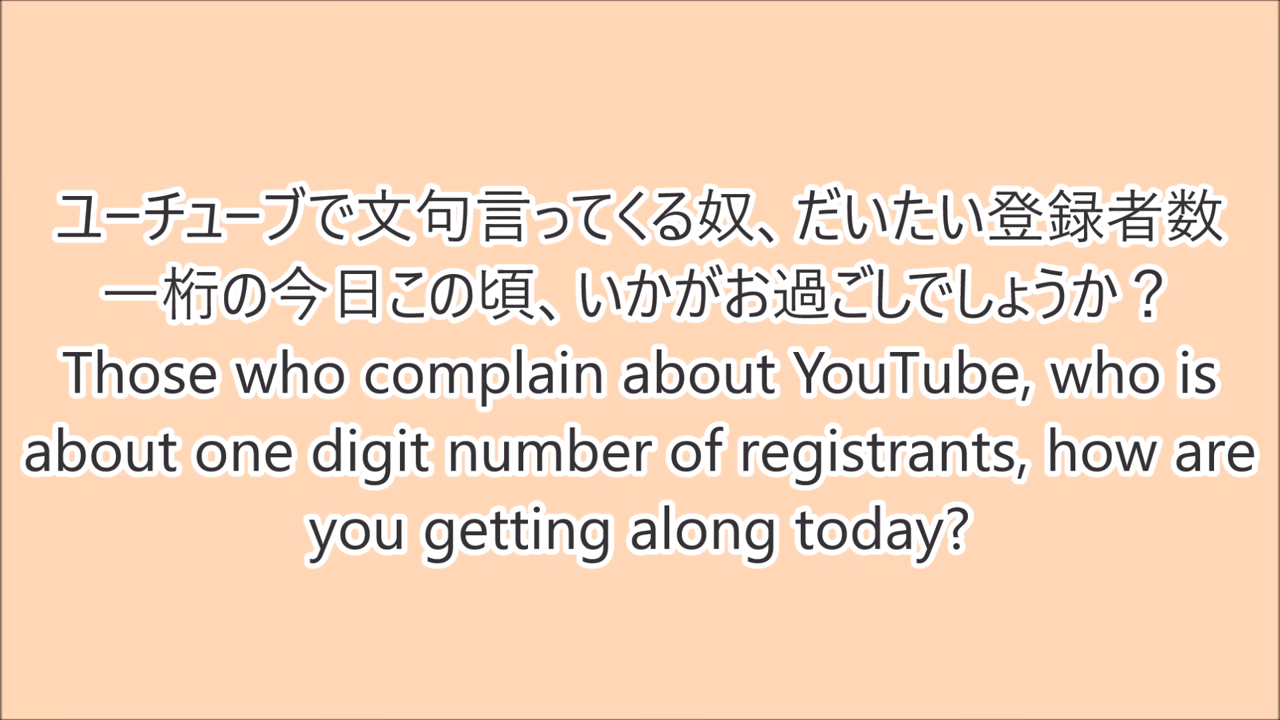 ユーチューブで文句言ってくる奴、だいたい登録者数
一桁の今日この頃、いかがお過ごしでしょうか？
Those who complain about YouTube, who is
about one digit number of registrants, how are
you getting along today?